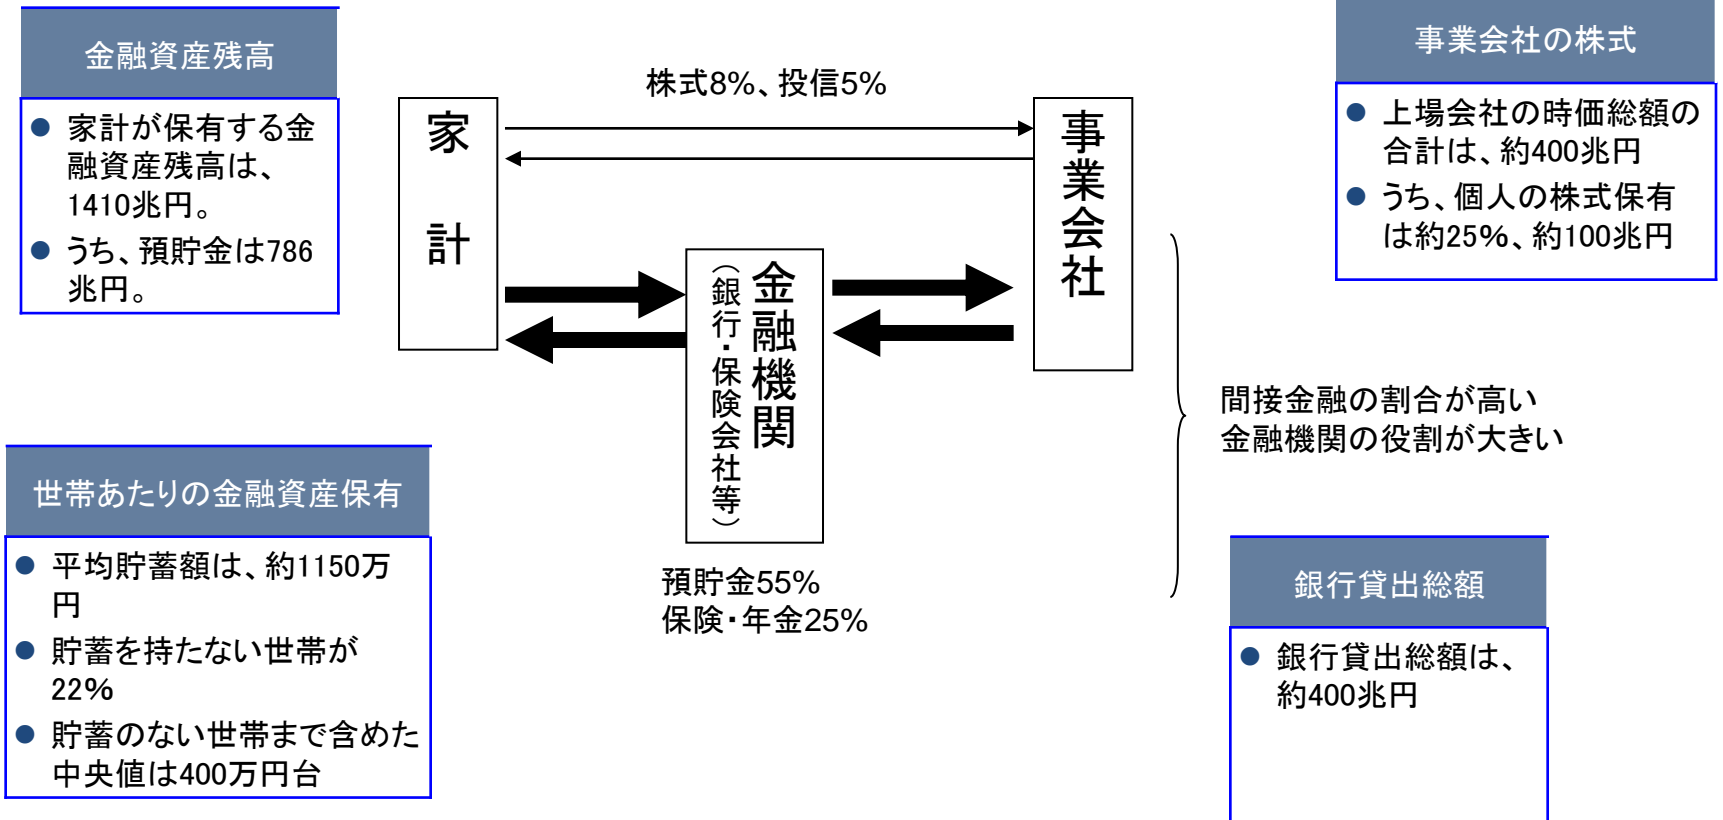 金融資産残高
家計が保有する金
融資産残高は、
1410兆円。
うち、預貯金は786
兆円。
株式8%、投信5%
家計
事業会社
金融機関
（銀行・保険会社等）
預貯金55%
保険・年金25%
事業会社の株式
上場会社の時価総額の
合計は、約400兆円
うち、個人の株式保有
は約25%、約100兆円
間接金融の割合が高い
金融機関の役割が大きい
世帯あたりの金融資産保有
平均貯蓄額は、約1150万
円
貯蓄を持たない世帯が
22%
貯蓄のない世帯まで含めた
中央値は400万円台
銀行貸出総額
銀行貸出総額は、
約400兆円